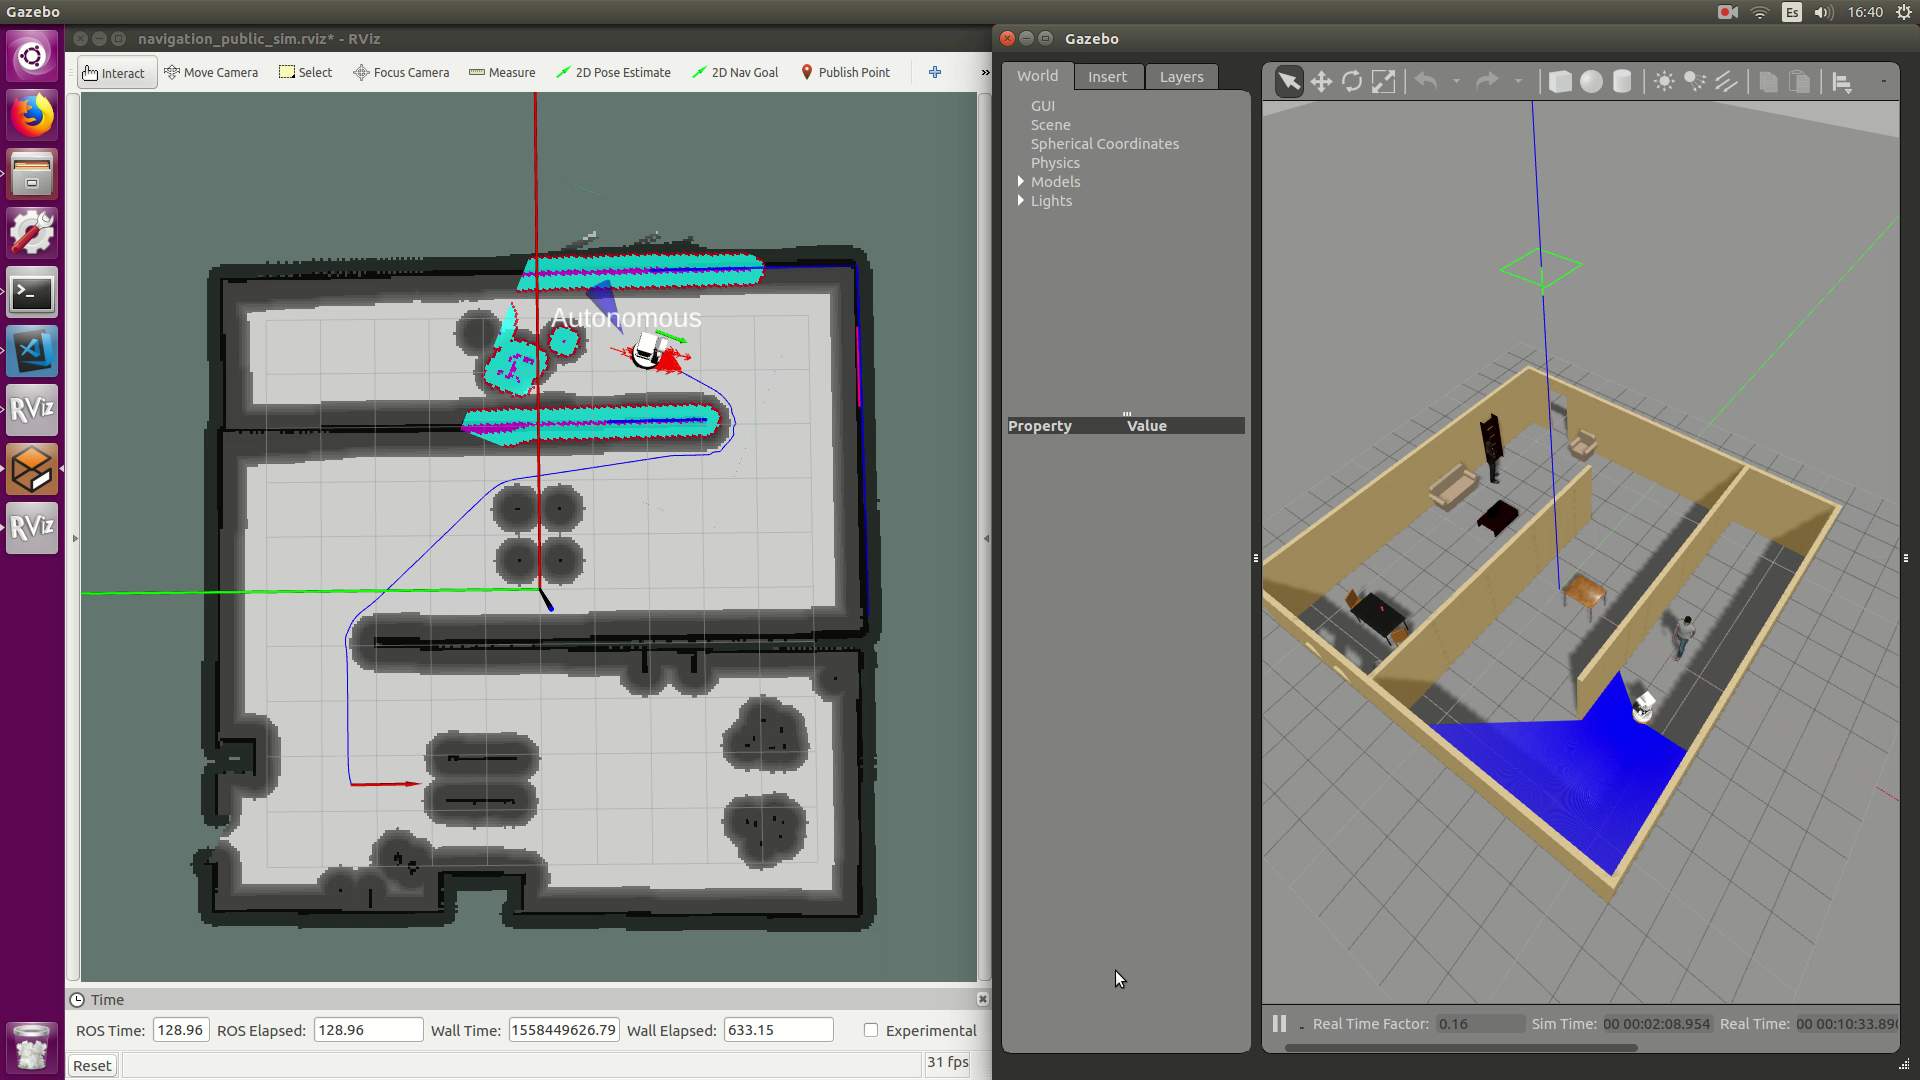 Gazebo
Es
16:40
navigation_public_sim.rviz* - RViz
Interact
Move Camera
Select
Focus Camera
Measure
2D Pose Estimate
2D Nav Goal
Publish Point
»
Autonomous
RViz
RViz
Time
ROS Time:
128.96
ROS Elapsed:
128.96
Wall Time:
1558449626.79
Wall Elapsed:
633.15
Experimental
Reset
31 fps
Gazebo
World
Insert
Layers
GUI
Scene
Spherical Coordinates
Physics
Models
Lights
Property
Value
Real Time Factor:
0.16
Sim Time:
00 00:02:08.954
Real Time:
00 00:10:33.890